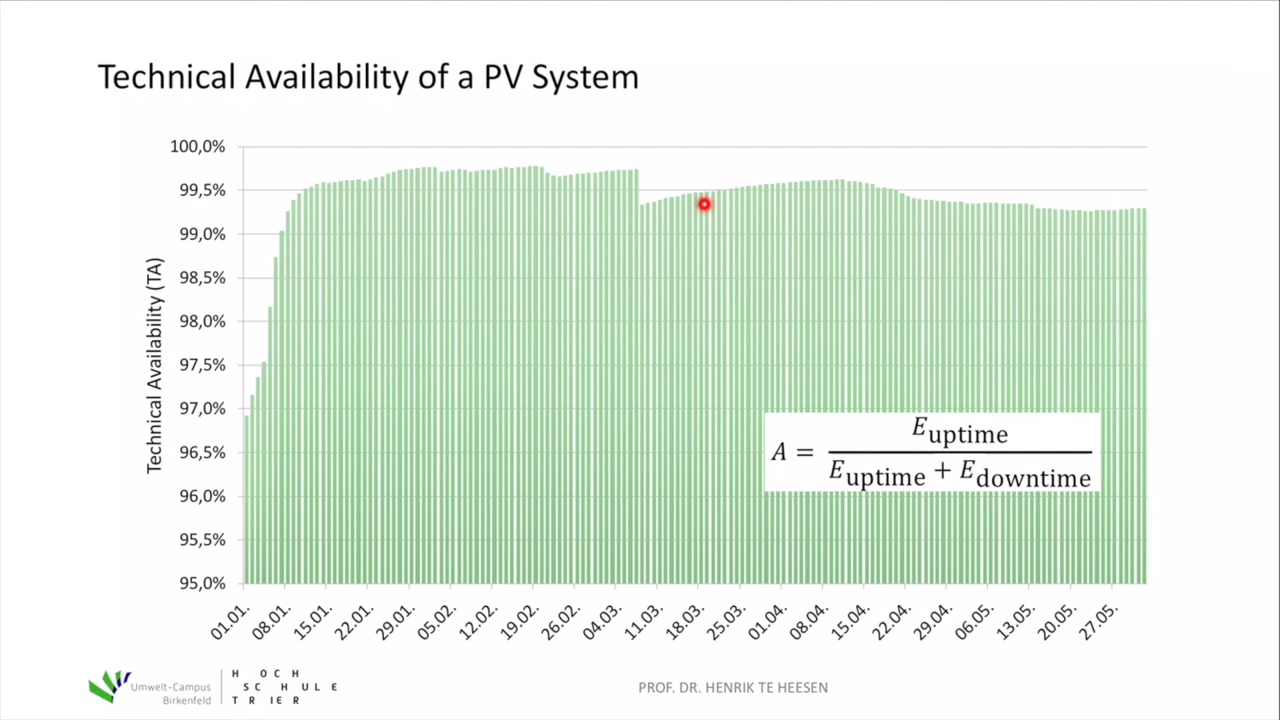 Technical Availability of a PV System
Technical Availability (TA)
100,0%
99,5%
99,0%
98,5%
98,0%
97,5%
97,0%
96,5%
96,0%
95,5%
95,0%
A = E uptime / E uptime + E downtime
01.01. 08.01. 15.01. 22.01. 29.01. 05.02. 12.02. 19.02. 26.02. 04.03. 11.03. 18.03. 25.03. 01.04. 08.04. 15.04. 22.04. 29.04. 06.05. 13.05. 20.05. 27.05.
Umwelt-Campus
Birkenfeld
HOCH
SCHULE
TRIER
PROF. DR. HENRIK TE HEESEN